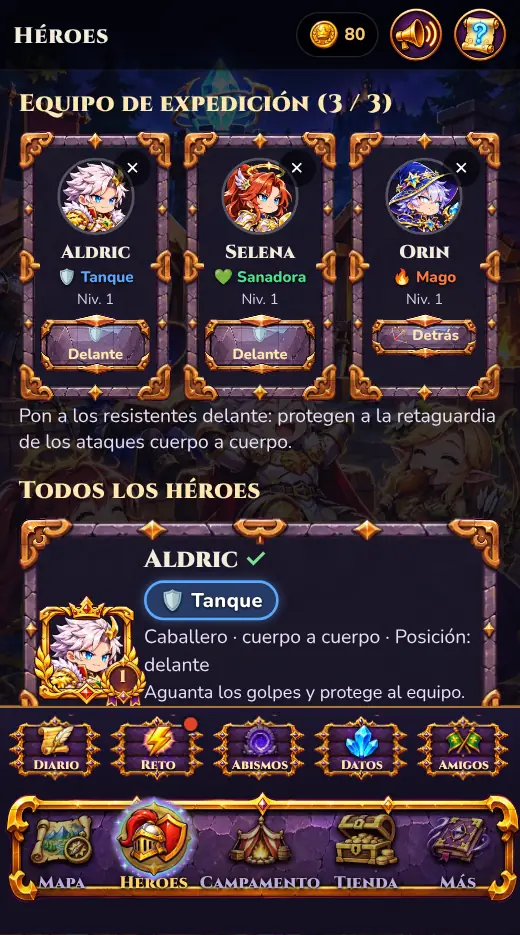 Héroes
80
Equipo de expedición (3 / 3)
Aldric
Tanque
Niv. 1
Delante
Selena
Sanadora
Niv. 1
Delante
Orin
Mago
Niv. 1
Detrás
Pon a los resistentes delante: protegen a la retaguardia
de los ataques cuerpo a cuerpo.
Todos los héroes
Aldric
Tanque
Caballero · cuerpo a cuerpo · Posición:
delante
Aguanta los golpes y protege al equipo.
I
Diario
Reto
Abismos
Datos
Amigos
Mapa
Héroes
Campamento
Tienda
Más